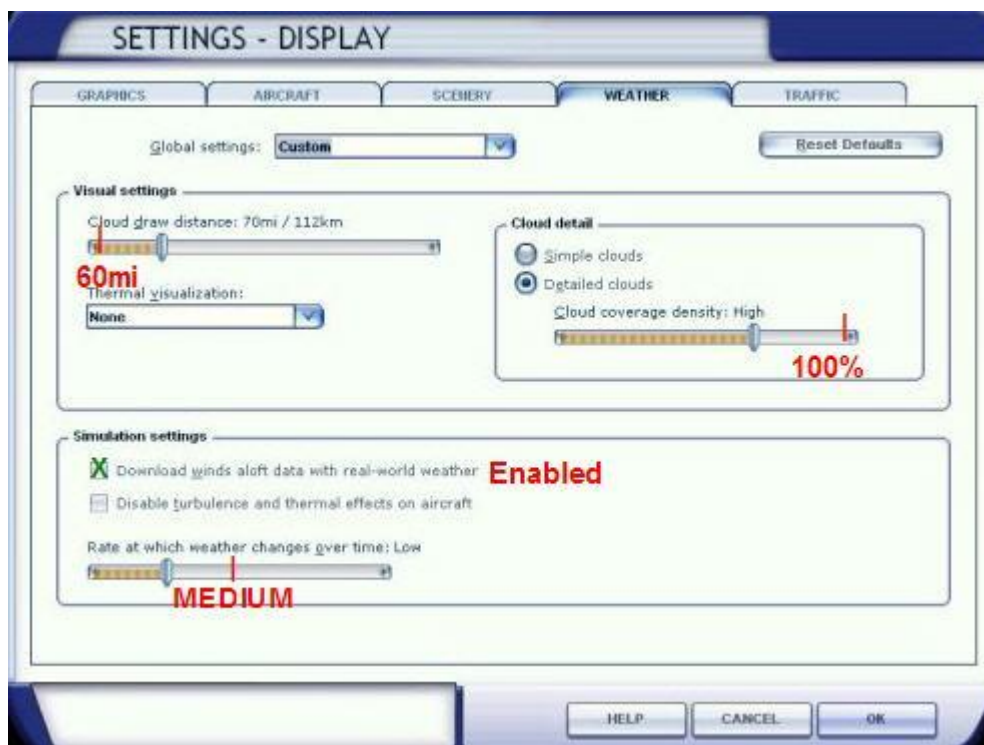 SETTINGS - DISPLAY
GRAPHICS AIRCRAFT SCENERY WEATHER TRAFFIC
Global settings: Custom Reset Defaults
Visual settings
Cloud draw distance: 70mi / 112km
60mi
Thermal visualization:
None
Cloud detail
Simple clouds
Detailed clouds
Cloud coverage density: High
100%
Simulation settings
Download winds aloft data with real-world weather Enabled
Disable turbulence and thermal effects on aircraft
Rate at which weather changes over time: Low
MEDIUM
HELP CANCEL OK